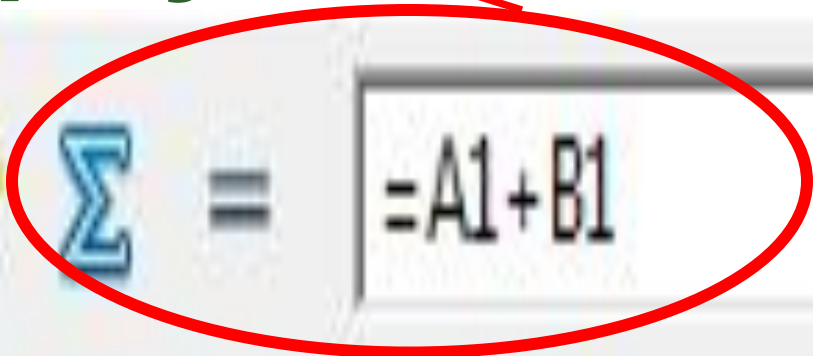 Σ = =A1+B1